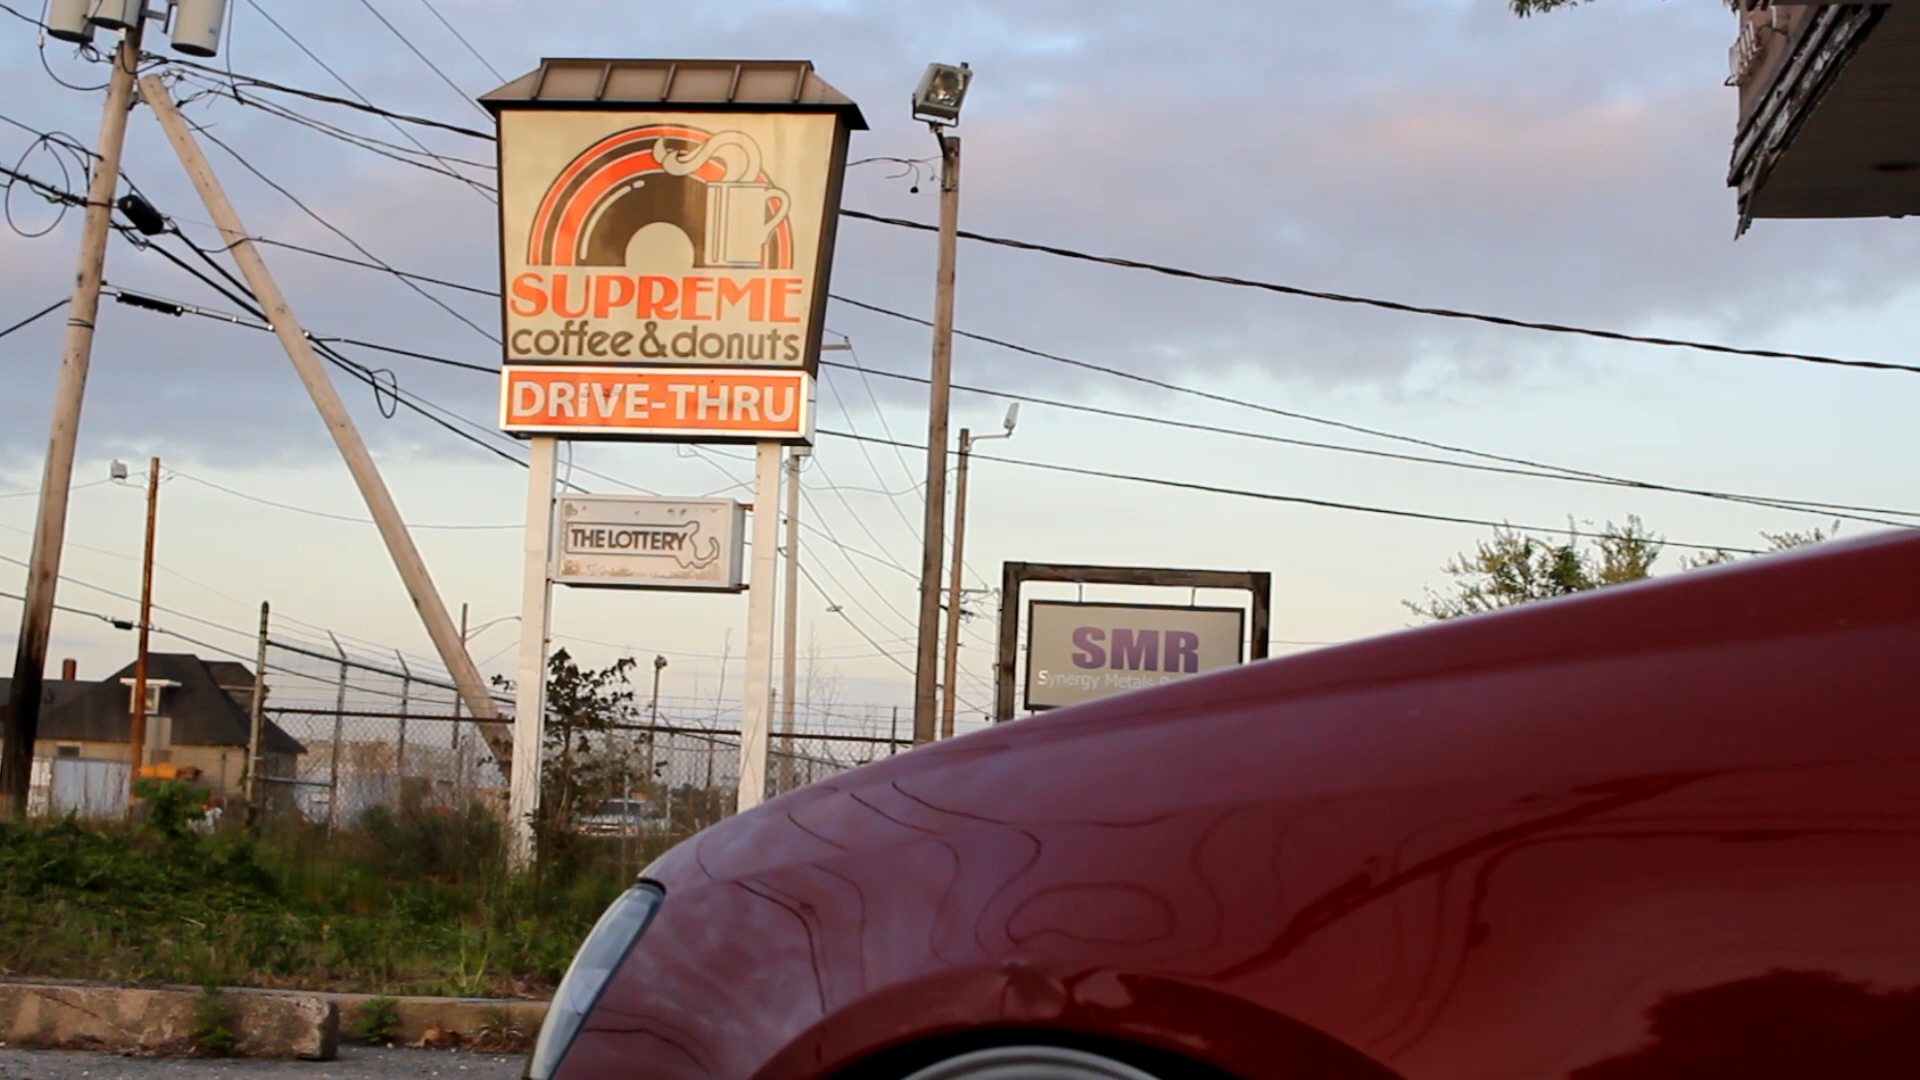 SUPREME
coffee & donuts
DRIVE-THRU
THE LOTTERY
SMR
Synergy Metals